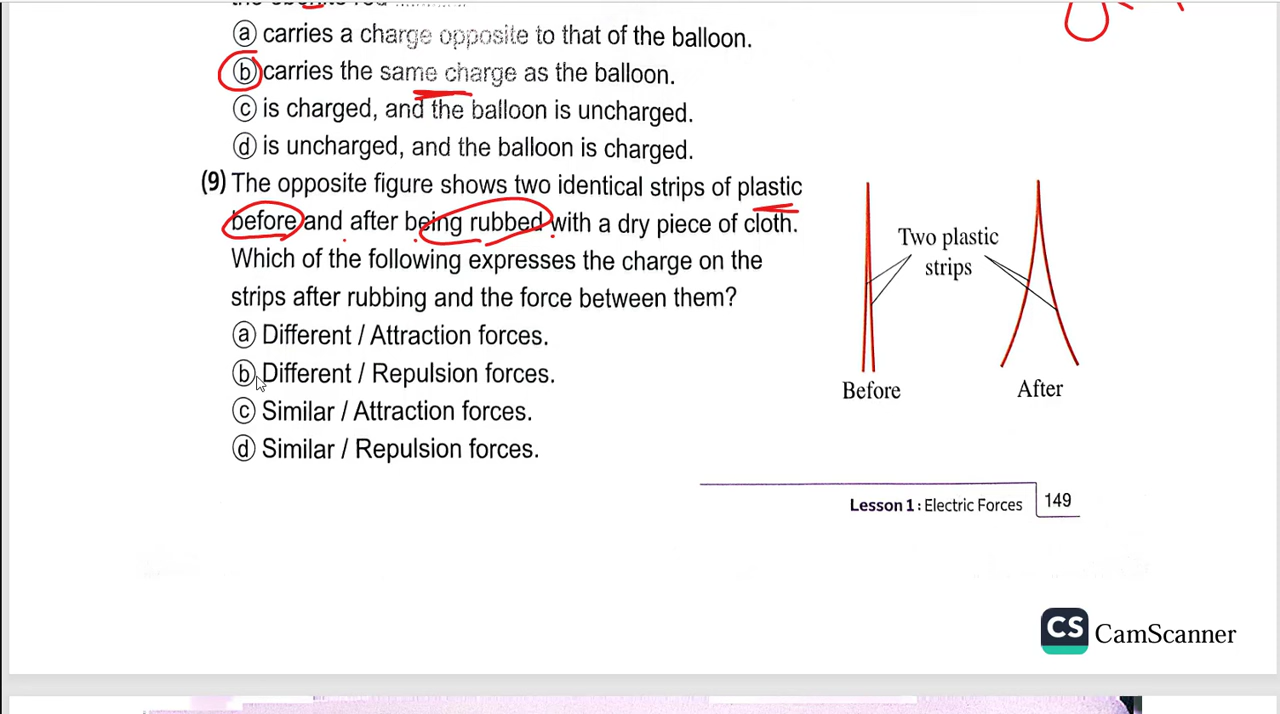 ⓐ carries a charge opposite to that of the balloon.
ⓑ carries the same charge as the balloon.
ⓒ is charged, and the balloon is uncharged.
ⓓ is uncharged, and the balloon is charged.
(9) The opposite figure shows two identical strips of plastic
before and after being rubbed with a dry piece of cloth.
Which of the following expresses the charge on the
strips after rubbing and the force between them?
ⓐ Different / Attraction forces.
ⓑ Different / Repulsion forces.
ⓒ Similar / Attraction forces.
ⓓ Similar / Repulsion forces.
Two plastic
strips
Before
After
Lesson 1 : Electric Forces 149
CS CamScanner